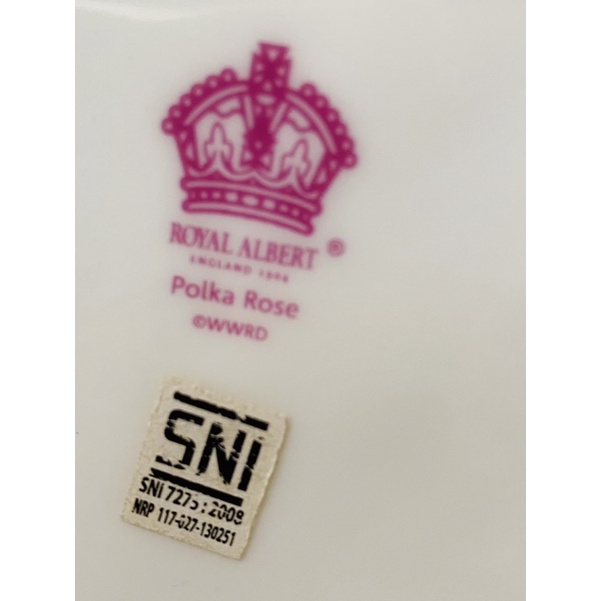 ROYAL ALBERT ®
ENGLAND 1904
Polka Rose
©WWRD
SNI
SNI 7275:2008
NRP 117-027-130251